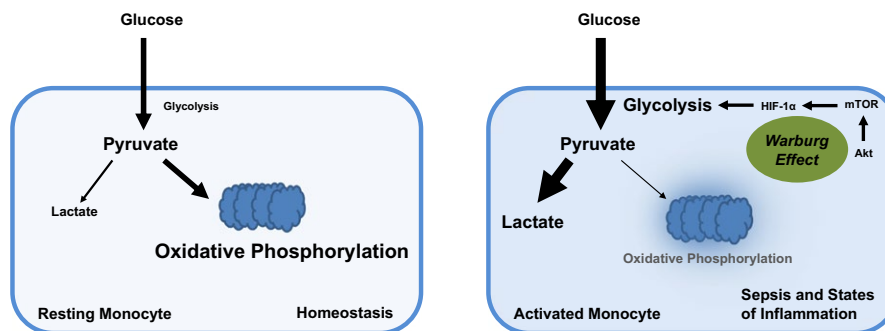 Glucose
Glycolysis
Pyruvate
Lactate
Oxidative Phosphorylation
Resting Monocyte
Homeostasis
Glucose
Glycolysis
HIF-1α
mTOR
Warburg
Effect
Akt
Pyruvate
Lactate
Oxidative Phosphorylation
Activated Monocyte
Sepsis and States
of Inflammation